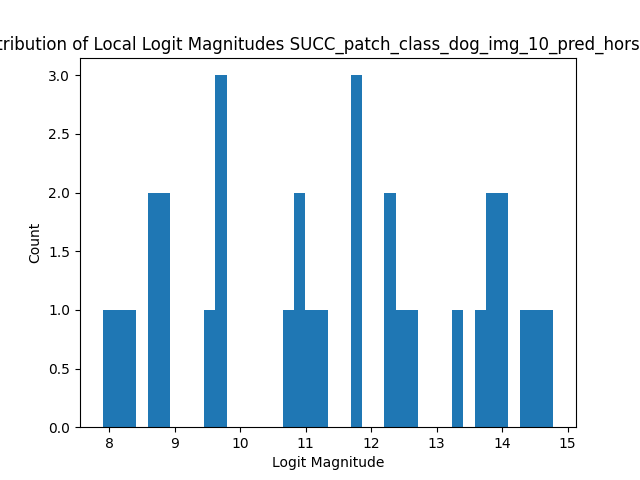 tribution of Local Logit Magnitudes SUCC_patch_class_dog_img_10_pred_hors
3.0
2.5
2.0
1.5
1.0
0.5
0.0
Count
8 9 10 11 12 13 14 15
Logit Magnitude